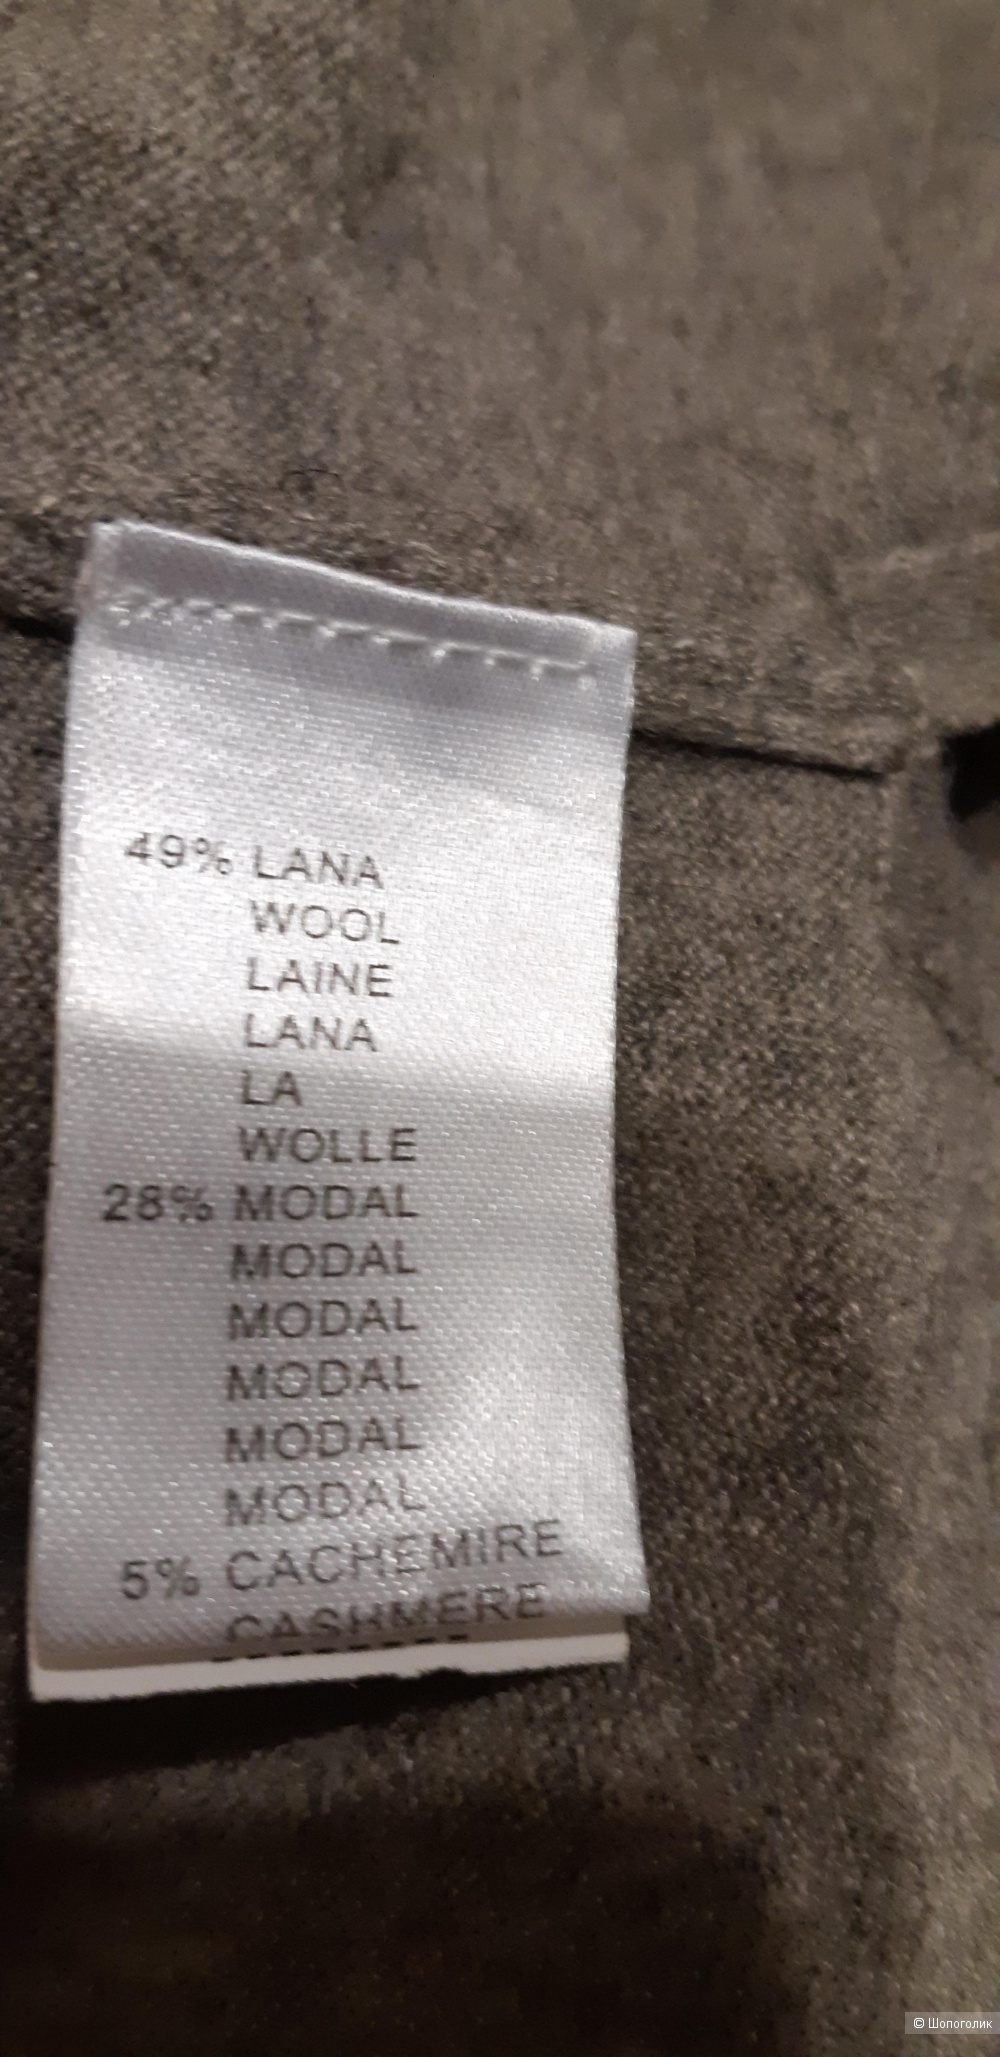 49% LANA
WOOL
LAINE
LANA
LA
WOLLE
28% MODAL
MODAL
MODAL
MODAL
MODAL
MODAL
5% CACHEMIRE
CASHMERE
© Шопоголик